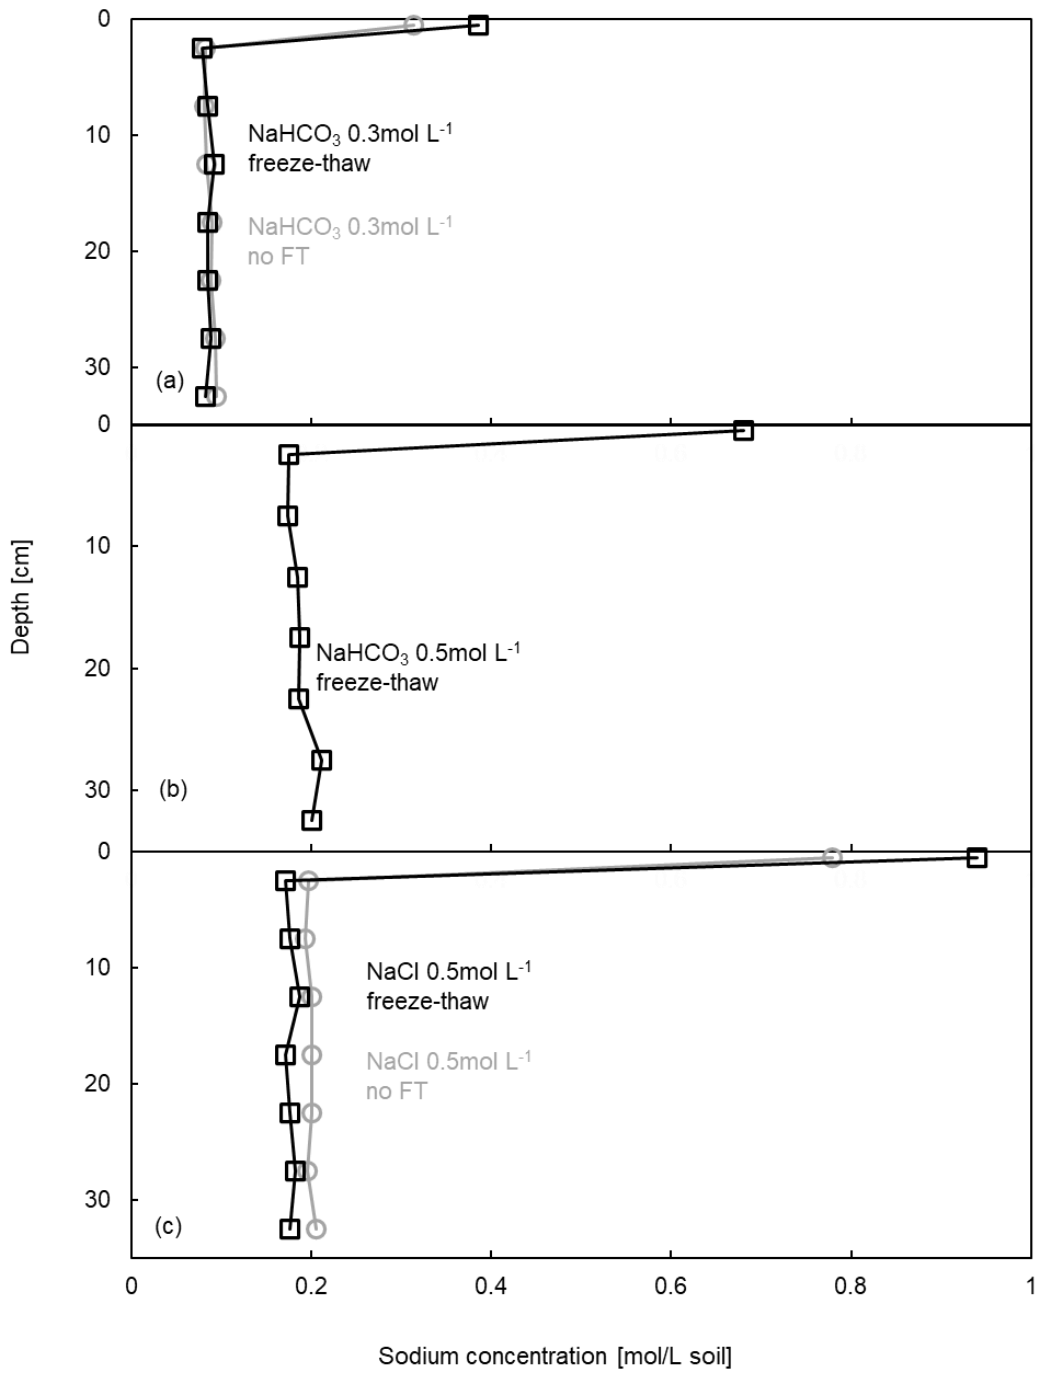 0
10
20
30
NaHCO₃ 0.3mol L⁻¹
freeze-thaw
NaHCO₃ 0.3mol L⁻¹
no FT
(a)
0
10
20
30
NaHCO₃ 0.5mol L⁻¹
freeze-thaw
(b)
Depth [cm]
0
10
20
30
NaCl 0.5mol L⁻¹
freeze-thaw
NaCl 0.5mol L⁻¹
no FT
(c)
0 0.2 0.4 0.6 0.8 1
Sodium concentration [mol/L soil]